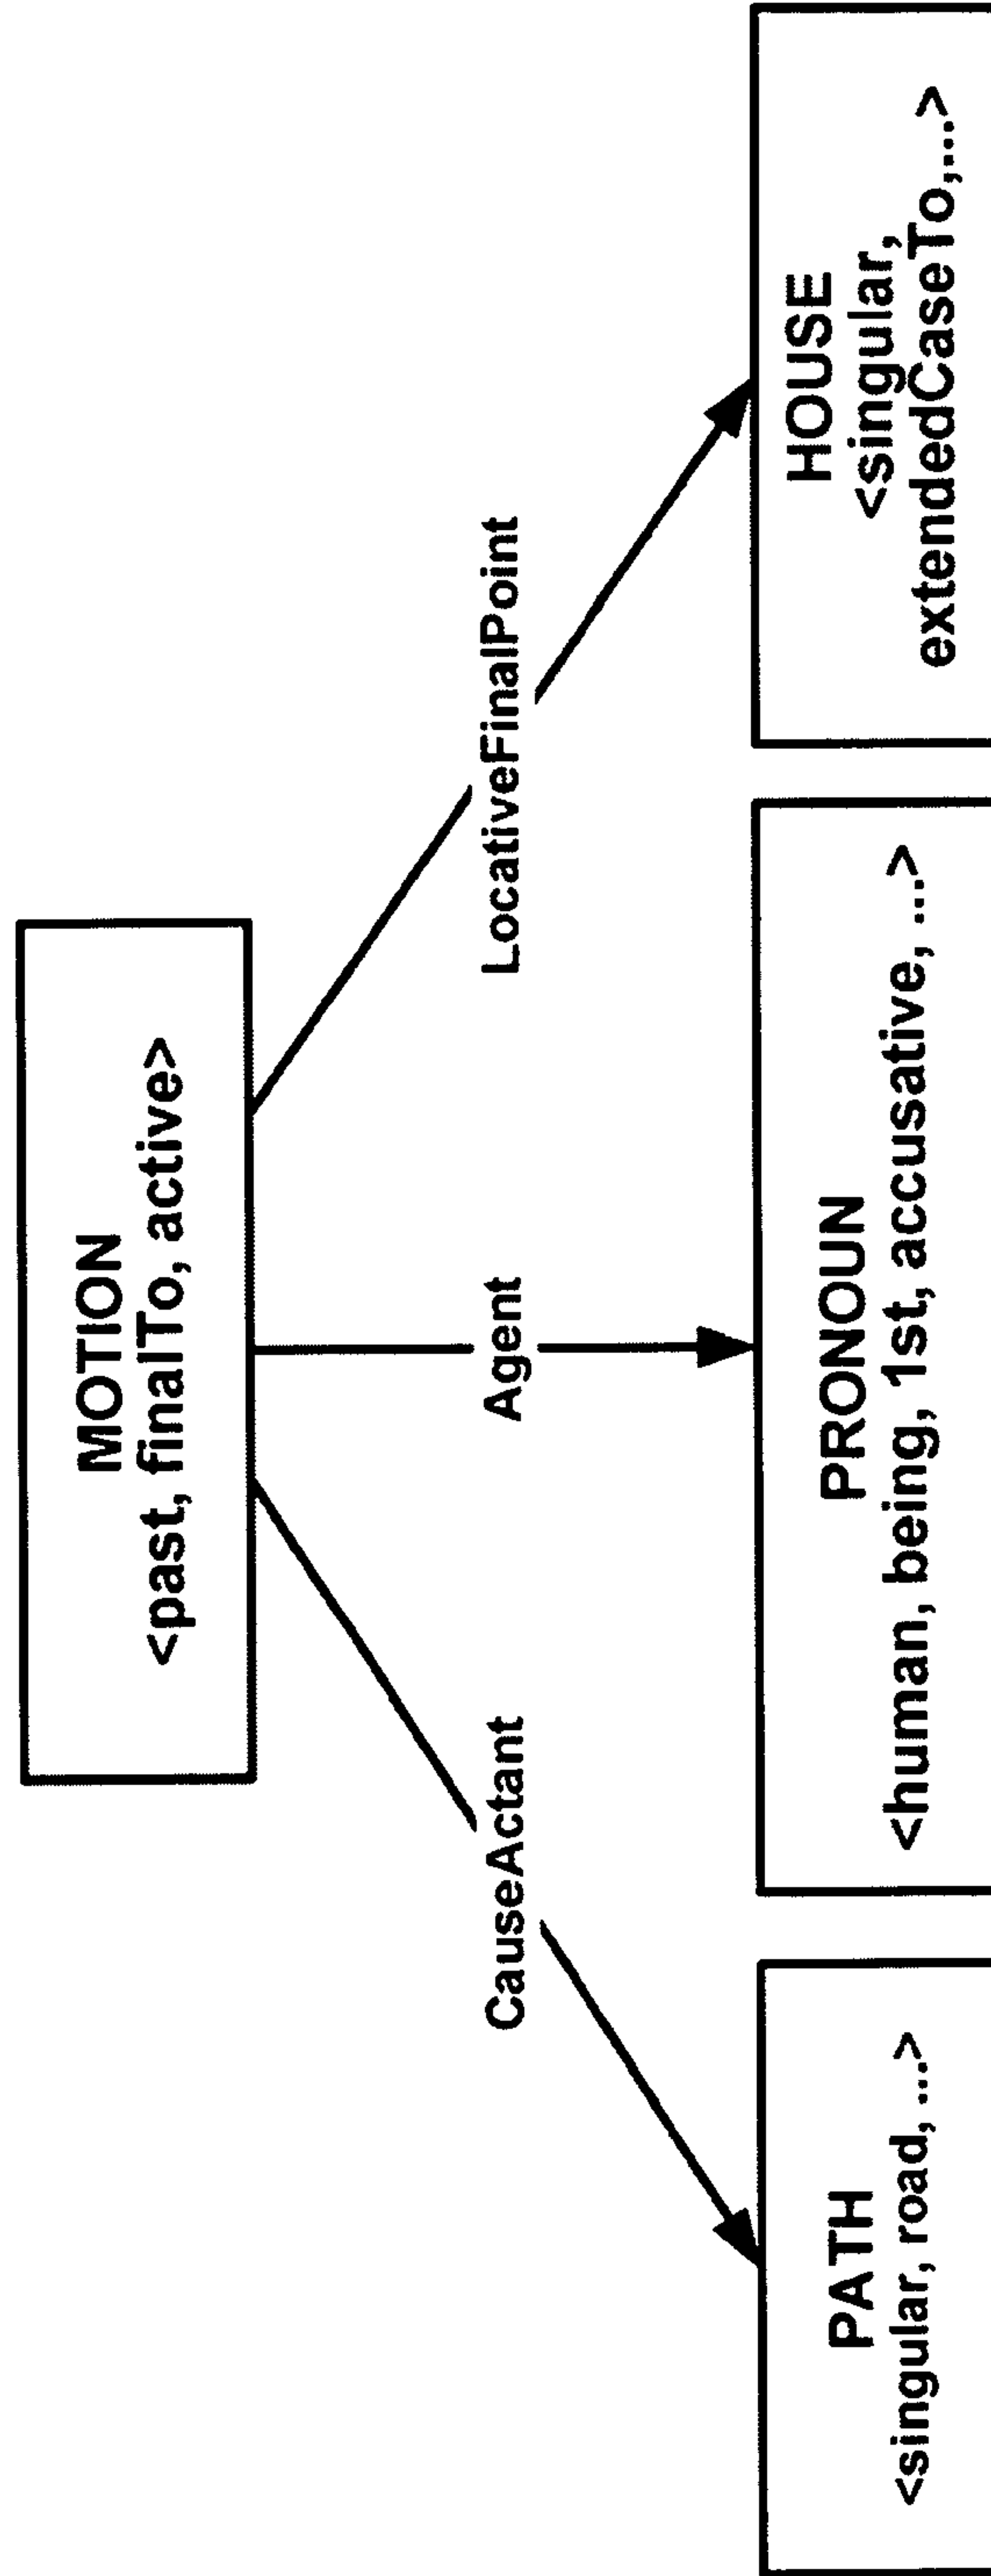 MOTION
<past, finalTo, active>
CauseActant
Agent
LocativeFinalPoint
PATH
<singular, road, ...>
PRONOUN
<human, being, 1st, accusative, ...>
HOUSE
<singular,
extendedCaseTo,...>